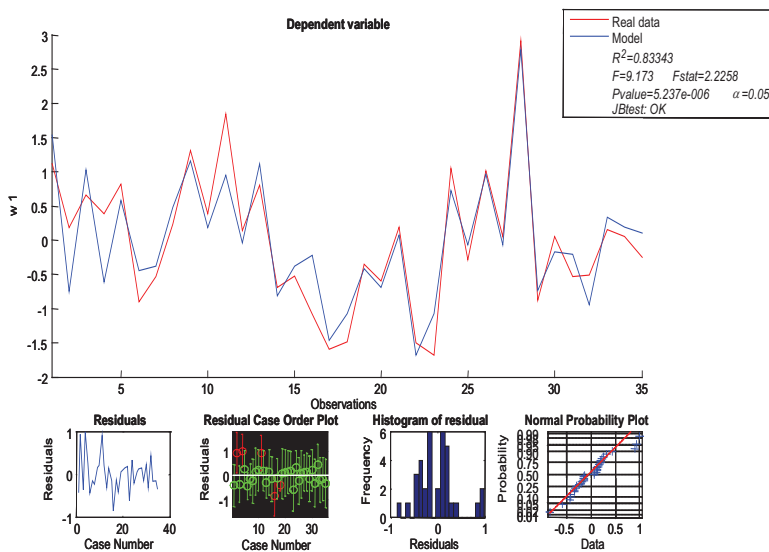 Dependent variable
Real data
Model
R2=0.83343
F=9.173 Fstat=2.2258
Pvalue=5.237e-006 α=0.05
JBtest: OK
w 1
3
2.5
2
1.5
1
0.5
0
-0.5
-1
-1.5
-2
5 10 15 20 25 30 35
Observations
Residuals
Residuals
1
0
-1
0 20 40
Case Number
Residual Case Order Plot
Residuals
1
0
-1
10 20 30
Case Number
Histogram of residual
Frequency
6
4
2
0
-1 0 1
Residuals
Normal Probability Plot
Probability
0.75
0.50
0.25
0.10
0.01
-0.5 0 0.5 1
Data